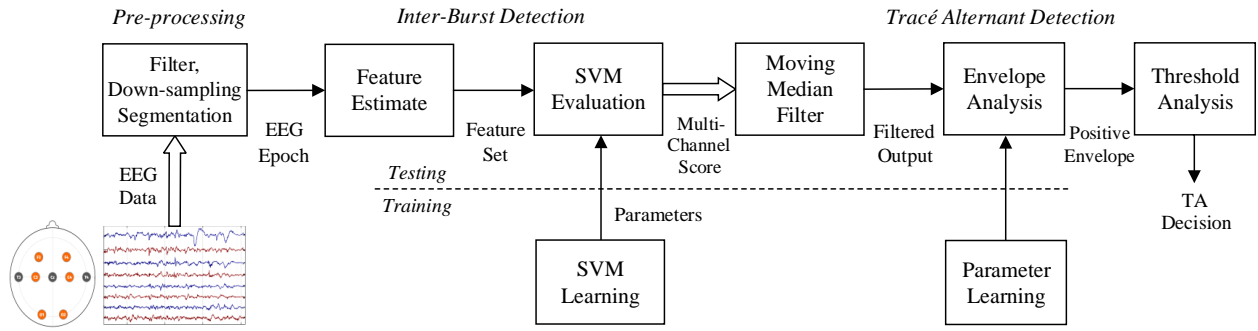 Pre-processing
Inter-Burst Detection
Tracé Alternant Detection
Filter,
Down-sampling
Segmentation
EEG
Epoch
Feature
Estimate
Feature
Set
SVM
Evaluation
Multi-
Channel
Score
Moving
Median
Filter
Filtered
Output
Envelope
Analysis
Positive
Envelope
Threshold
Analysis
EEG
Data
Testing
Training
Parameters
TA
Decision
SVM
Learning
Parameter
Learning